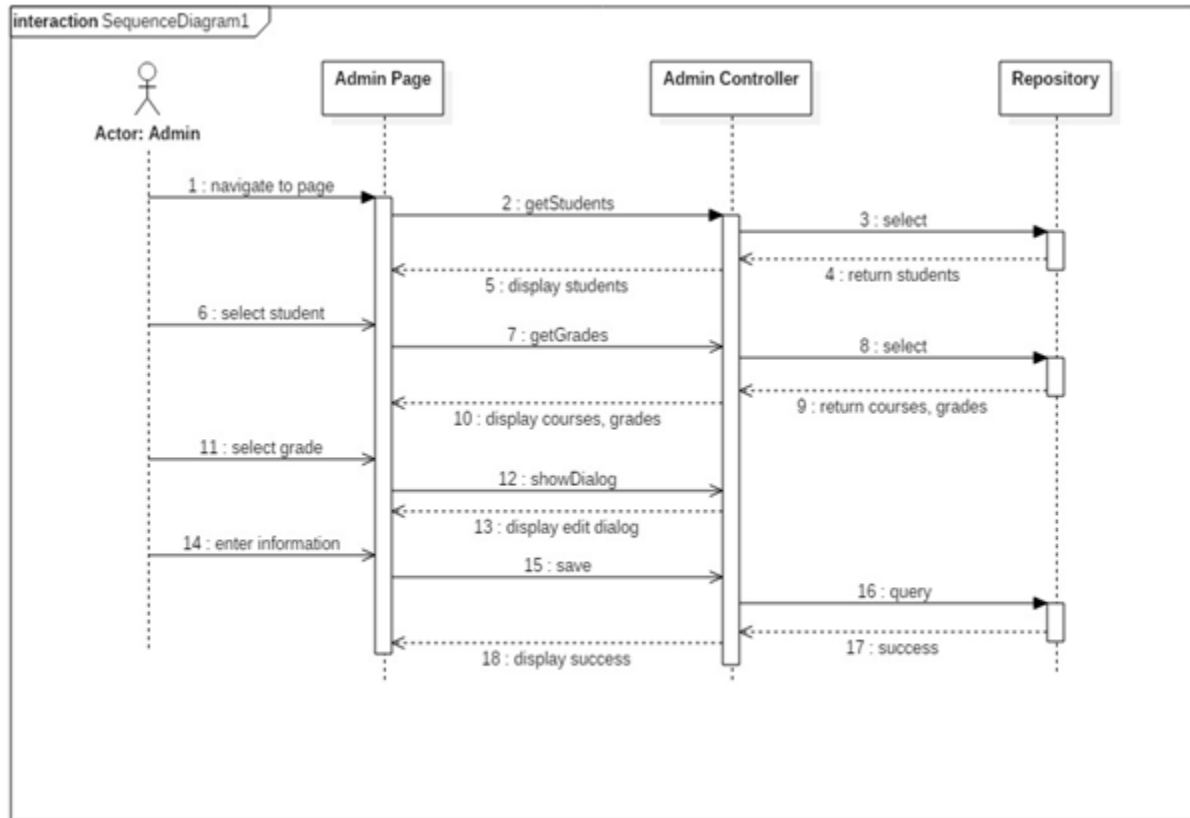 interaction SequenceDiagram1
Admin Page
Admin Controller
Repository
Actor: Admin
1 : navigate to page
2 : getStudents
3 : select
4 : return students
5 : display students
6 : select student
7 : getGrades
8 : select
9 : return courses, grades
10 : display courses, grades
11 : select grade
12 : showDialog
13 : display edit dialog
14 : enter information
15 : save
16 : query
17 : success
18 : display success